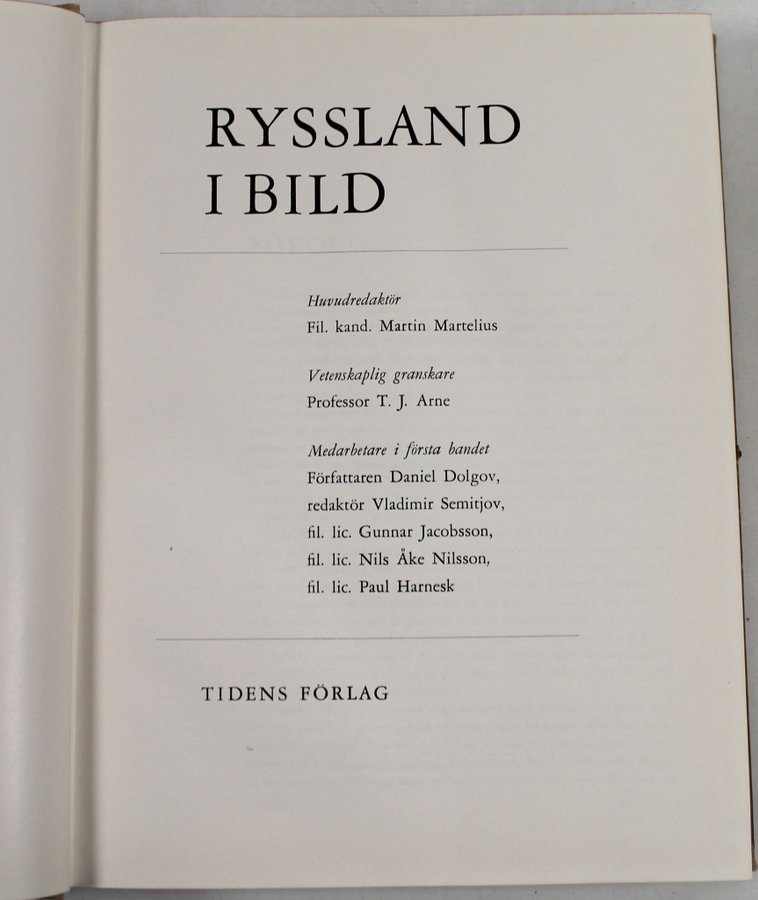 RYSSLAND
I BILD
Huvudredaktör
Fil. kand. Martin Martelius
Vetenskaplig granskare
Professor T. J. Arne
Medarbetare i första bandet
Författaren Daniel Dolgov,
redaktör Vladimir Semitjov,
fil. lic. Gunnar Jacobsson,
fil. lic. Nils Åke Nilsson,
fil. lic. Paul Harnesk
TIDENS FÖRLAG